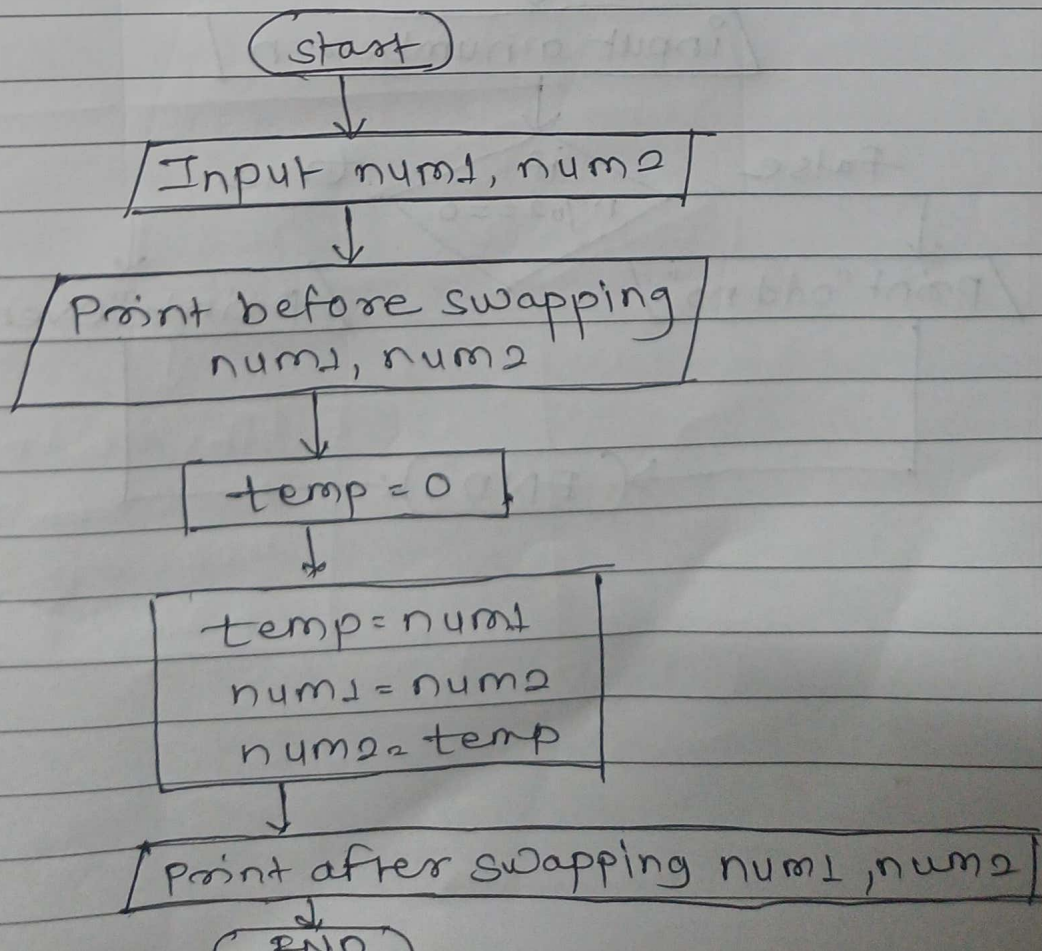 start
Input num1, num2
Print before swapping
num1, num2
temp = 0
temp = num1
num1 = num2
num2 = temp
Print after swapping num1, num2
END